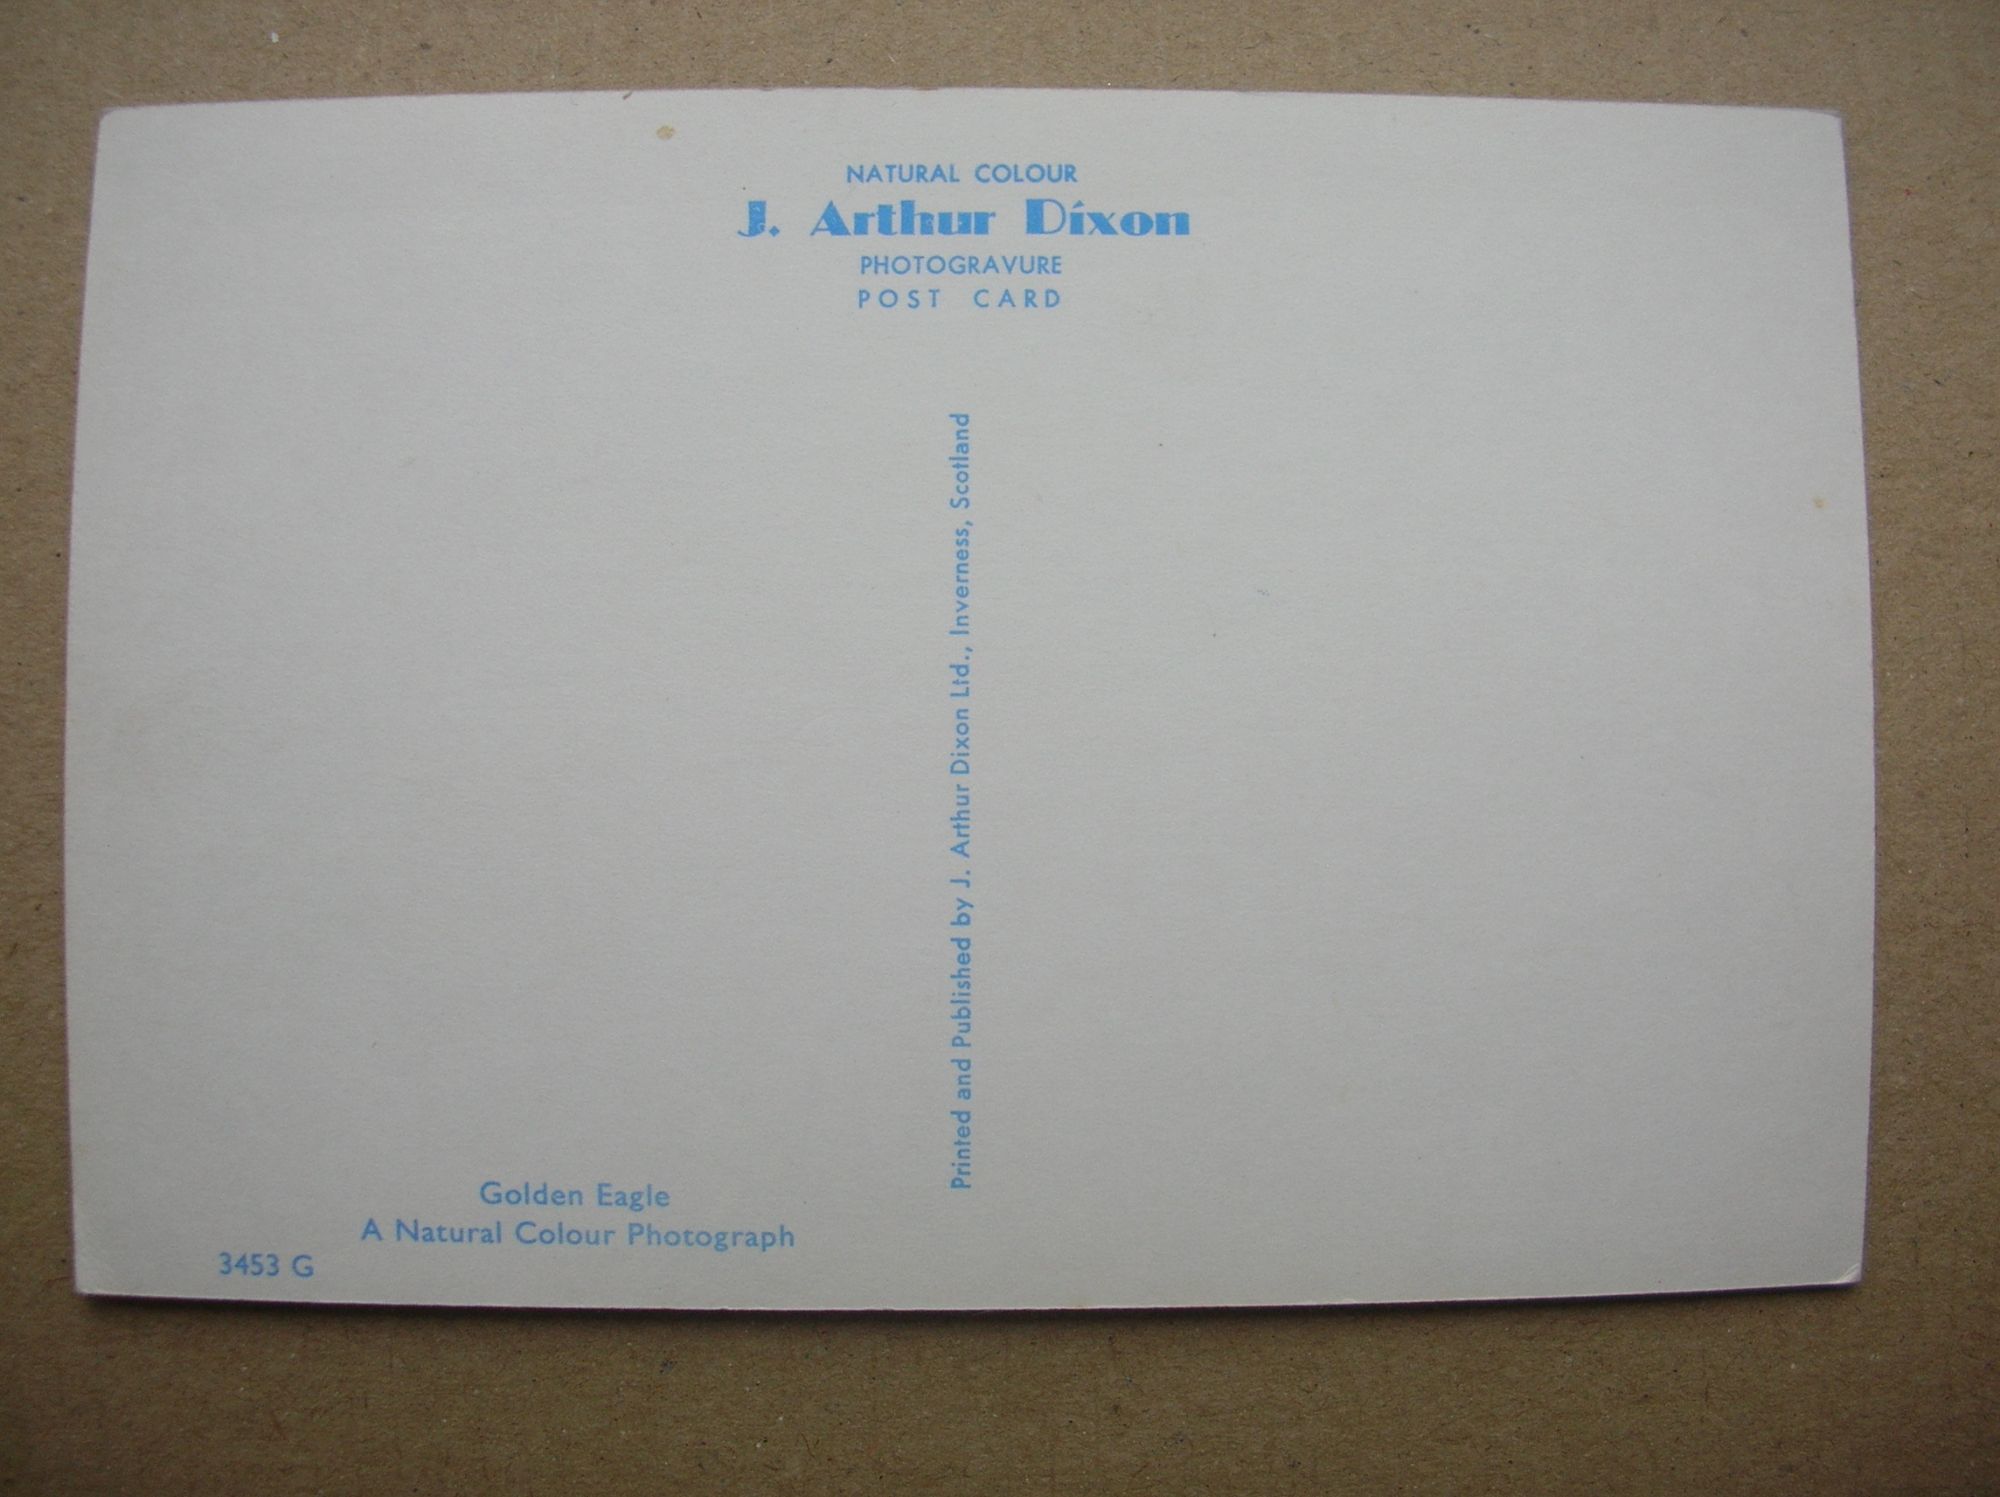 NATURAL COLOUR
J. Arthur Dixon
PHOTOGRAVURE
POST CARD
Printed and Published by J. Arthur Dixon Ltd., Inverness, Scotland
Golden Eagle
A Natural Colour Photograph
3453 G